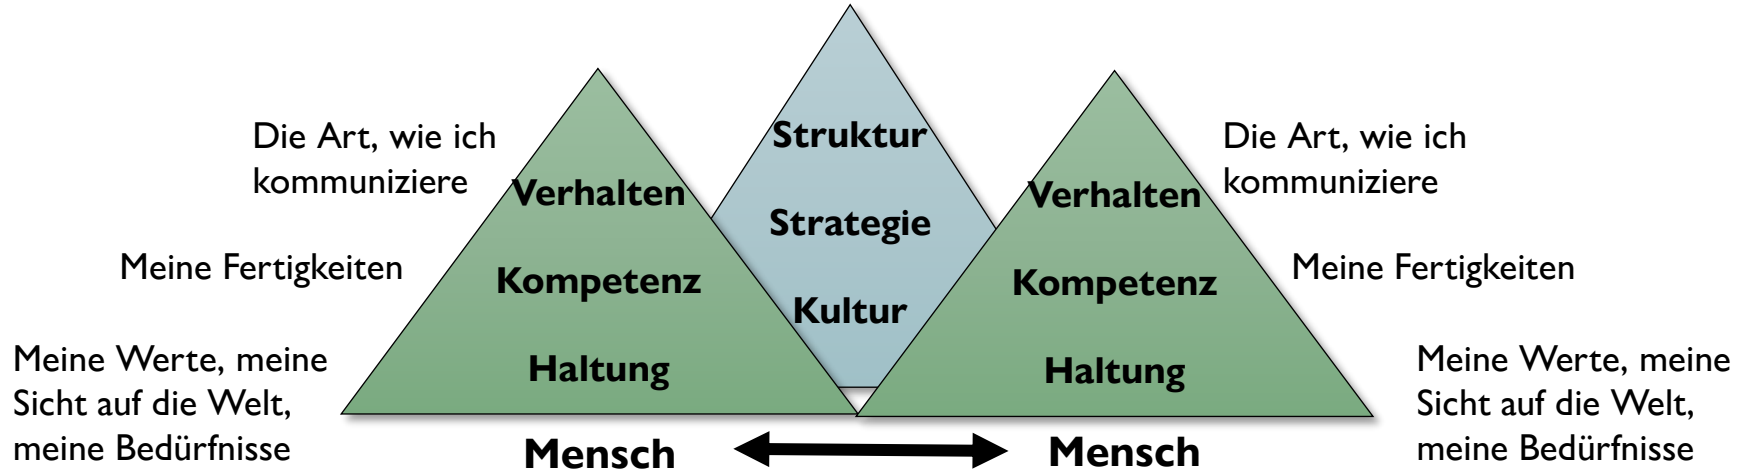 Die Art, wie ich
kommuniziere
Meine Fertigkeiten
Meine Werte, meine
Sicht auf die Welt,
meine Bedürfnisse
Verhalten
Kompetenz
Haltung
Mensch
Struktur
Strategie
Kultur
Verhalten
Kompetenz
Haltung
Mensch
Die Art, wie ich
kommuniziere
Meine Fertigkeiten
Meine Werte, meine
Sicht auf die Welt,
meine Bedürfnisse